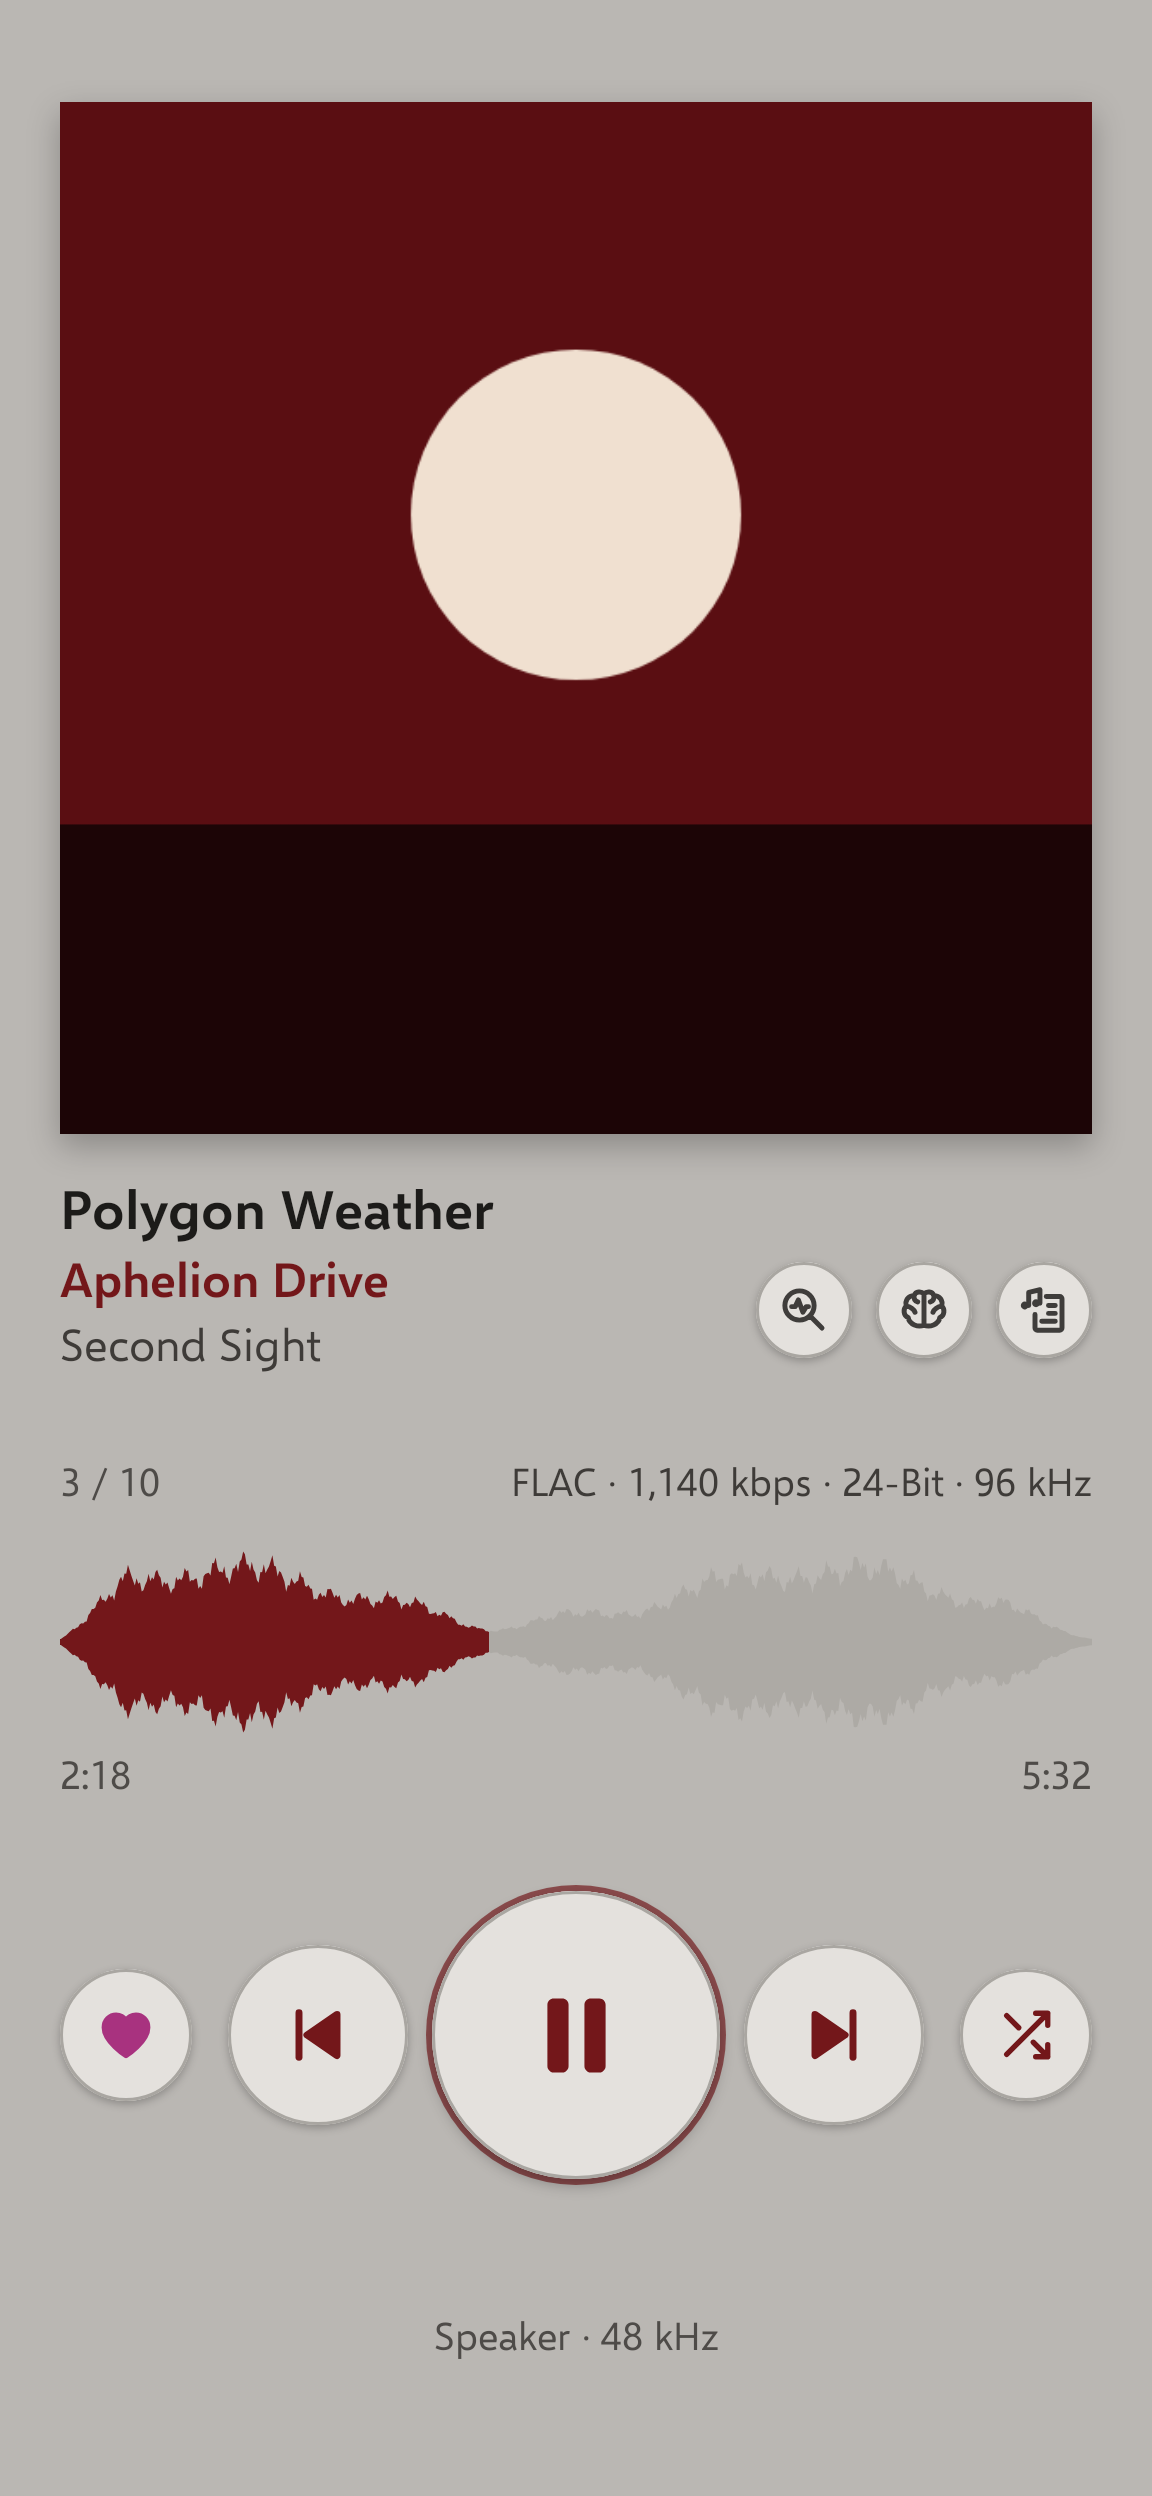 Polygon Weather
Aphelion Drive
Second Sight
3 / 10
FLAC · 1,140 kbps · 24-Bit · 96 kHz
2:18
5:32
Speaker · 48 kHz